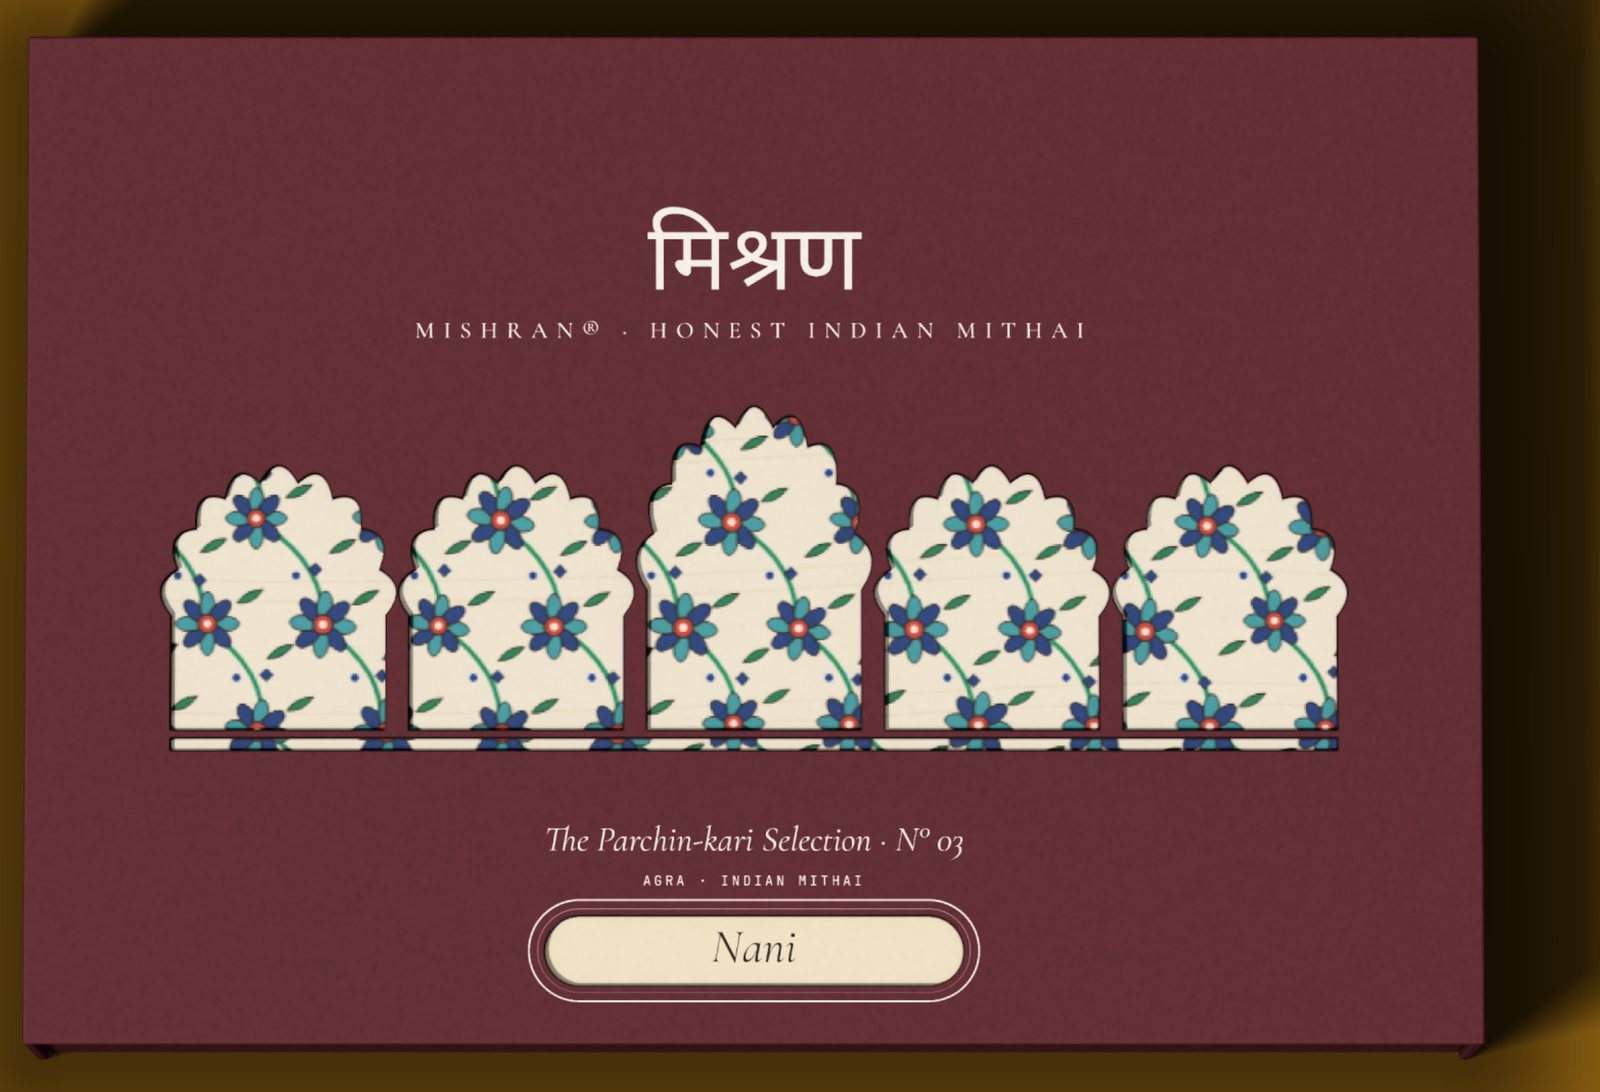 मिश्रण
MISHRAN® · HONEST INDIAN MITHAI
The Parchin-kari Selection · Nº 03
AGRA · INDIAN MITHAI
Nani